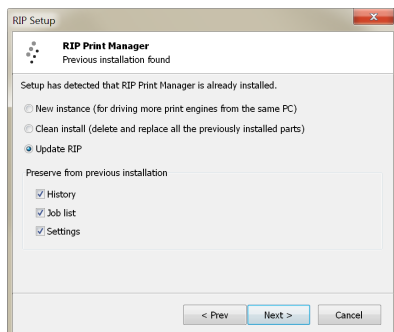 RIP Setup
RIP Print Manager
Previous installation found
Setup has detected that RIP Print Manager is already installed.
New instance (for driving more print engines from the same PC)
Clean install (delete and replace all the previously installed parts)
Update RIP
Preserve from previous installation
History
Job list
Settings
< Prev Next > Cancel